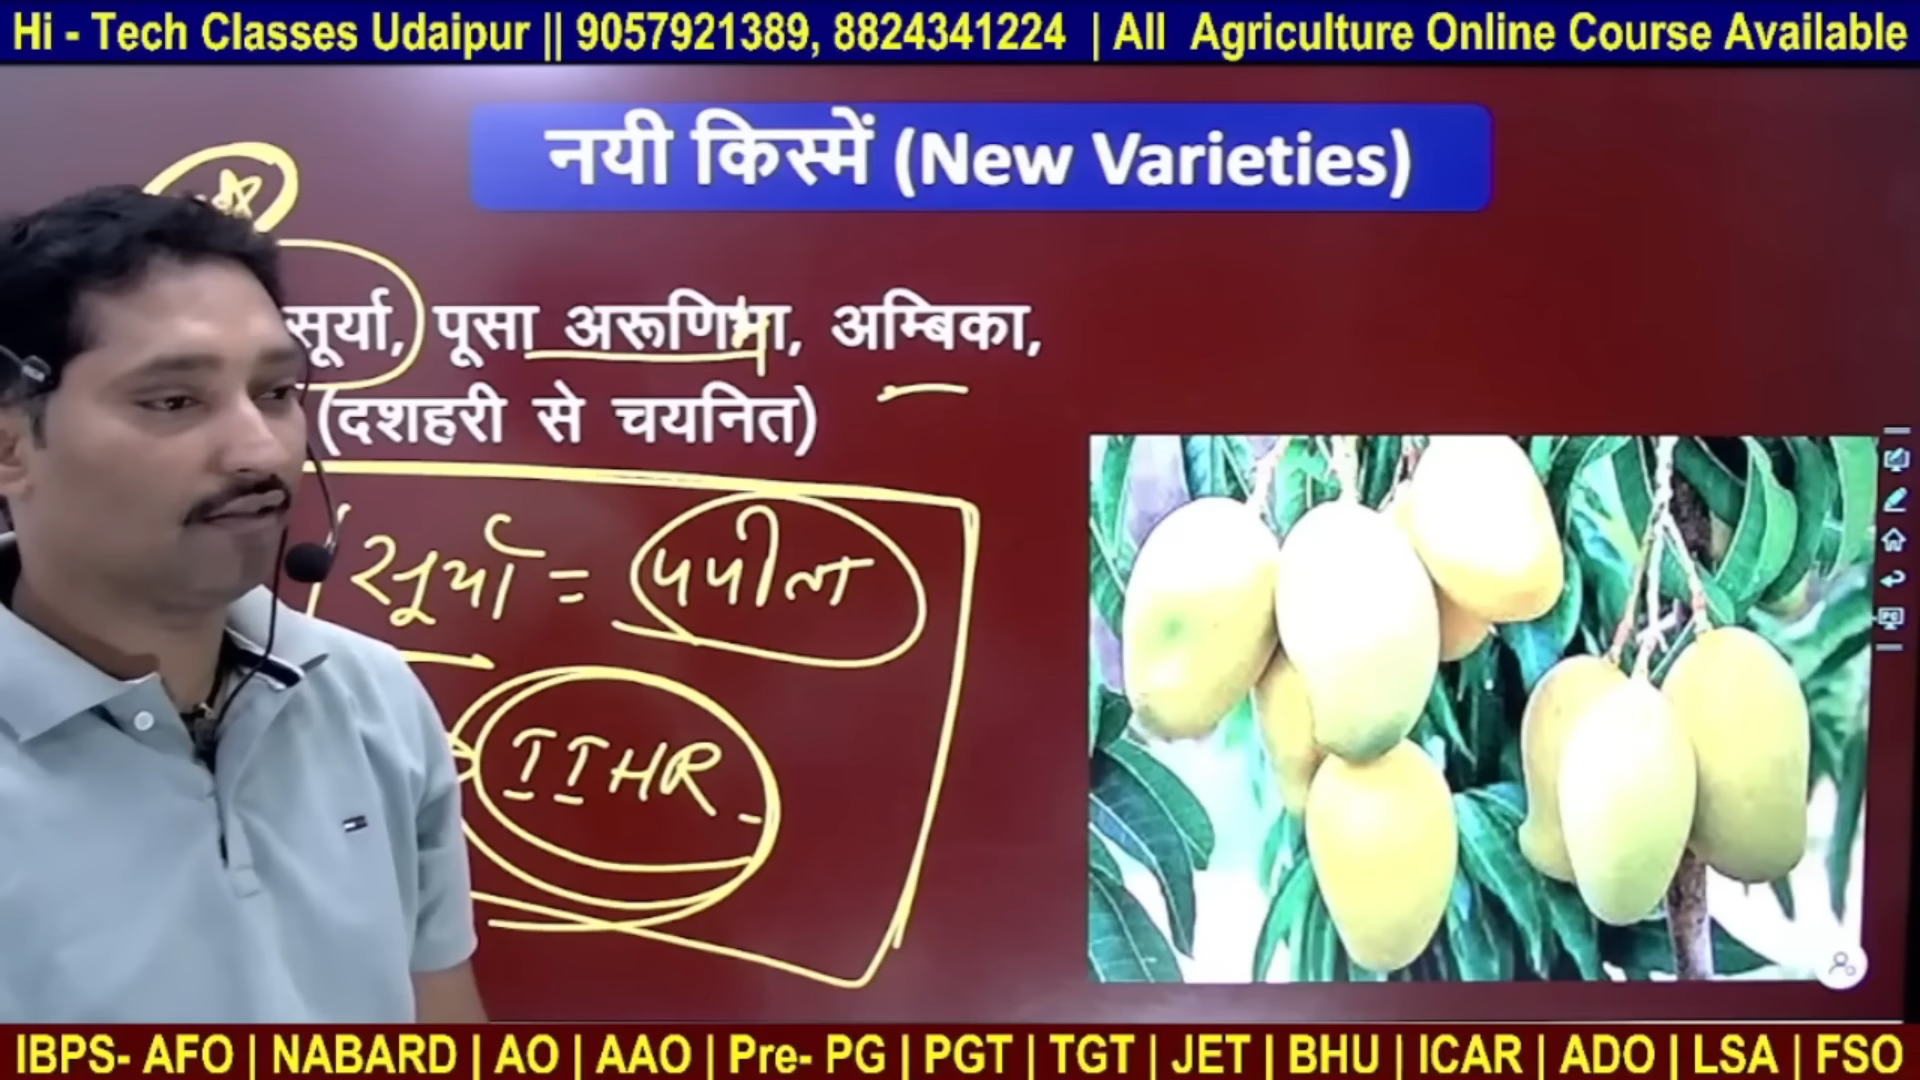 Hi - Tech Classes Udaipur || 9057921389, 8824341224 | All Agriculture Online Course Available
नयी किस्में (New Varieties)
सूर्या, पूसा अरूणिमा, अम्बिका,
(दशहरी से चयनित)
सूर्या = पपीता
IIHR
IBPS- AFO | NABARD | AO | AAO | Pre- PG | PGT | TGT | JET | BHU | ICAR | ADO | LSA | FSO